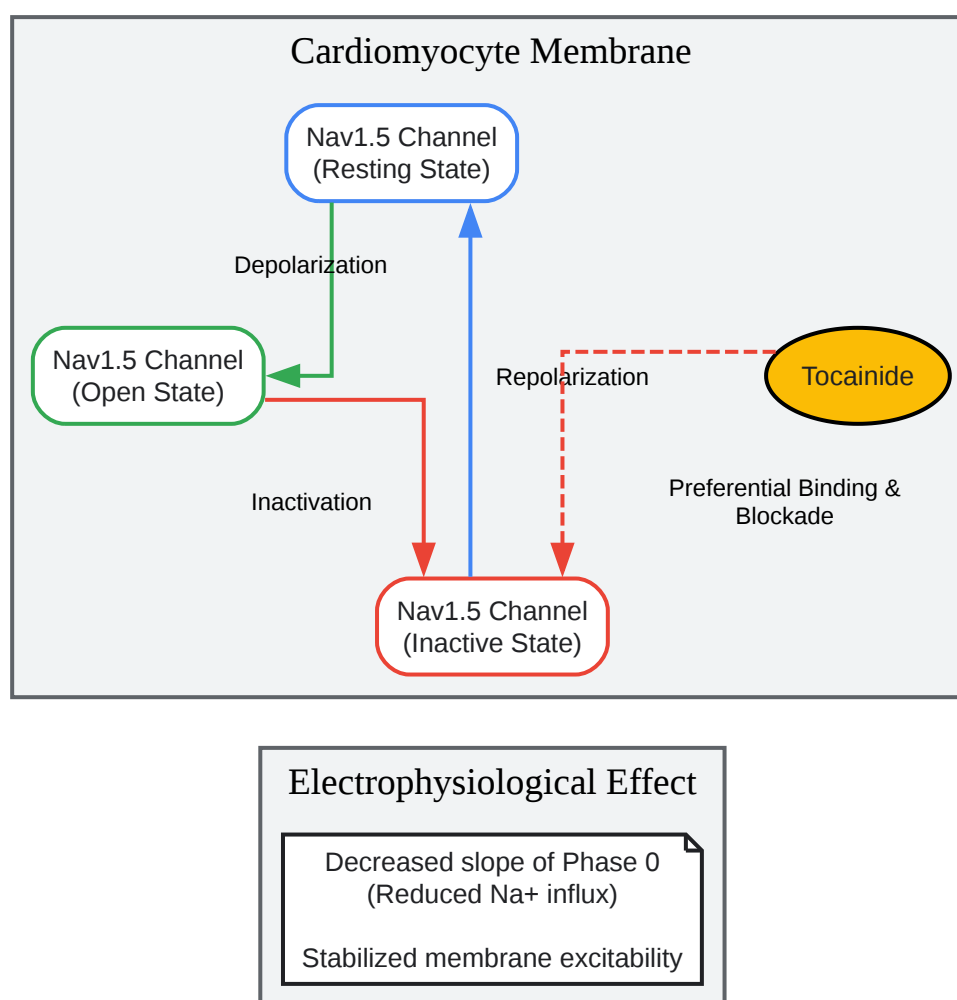 Cardiomyocyte Membrane
Nav1.5 Channel
(Resting State)
Depolarization
Nav1.5 Channel
(Open State)
Repolarization
Tocainide
Inactivation
Preferential Binding &
Blockade
Nav1.5 Channel
(Inactive State)
Electrophysiological Effect
Decreased slope of Phase 0
(Reduced Na+ influx)
Stabilized membrane excitability